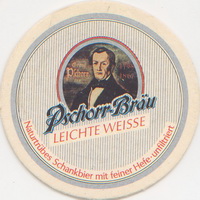 Pschorr-Bräu
LEICHTE WEISSE
Naturtrübes Schankbier mit feiner Hefe · unfiltriert